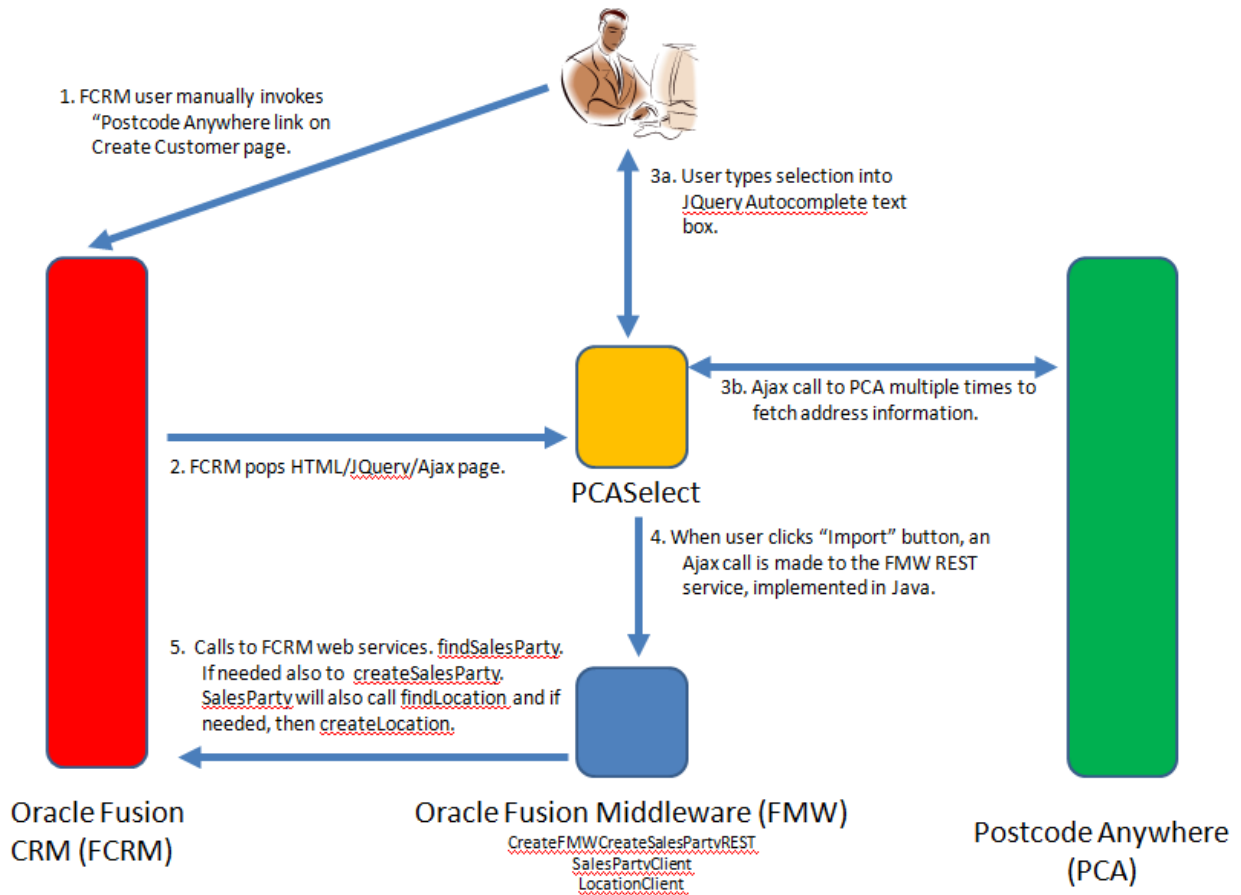 1. FCRM user manually invokes
“Postcode Anywhere link on
Create Customer page.
3a. User types selection into
JQuery Autocomplete text
box.
3b. Ajax call to PCA multiple times to
fetch address information.
2. FCRM pops HTML/JQuery/Ajax page.
PCASelect
4. When user clicks “Import” button, an
Ajax call is made to the FMW REST
service, implemented in Java.
5. Calls to FCRM web services. findSalesParty.
If needed also to createSalesParty.
SalesParty will also call findLocation and if
needed, then createLocation.
Oracle Fusion
CRM (FCRM)
Oracle Fusion Middleware (FMW)
CreateFMWCreateSalesPartyREST
SalesPartyClient
LocationClient
Postcode Anywhere
(PCA)